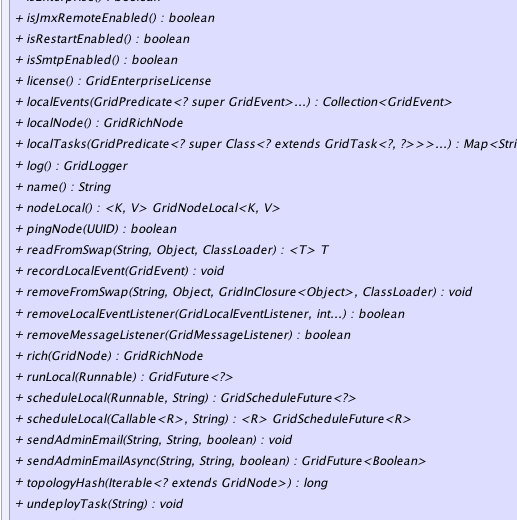 + isJmxRemoteEnabled() : boolean
+ isRestartEnabled() : boolean
+ isSmtpEnabled() : boolean
+ license() : GridEnterpriseLicense
+ localEvents(GridPredicate<? super GridEvent>...) : Collection<GridEvent>
+ localNode() : GridRichNode
+ localTasks(GridPredicate<? super Class<? extends GridTask<?, ?>>>...) : Map<Stri
+ log() : GridLogger
+ name() : String
+ nodeLocal() : <K, V> GridNodeLocal<K, V>
+ pingNode(UUID) : boolean
+ readFromSwap(String, Object, ClassLoader) : <T> T
+ recordLocalEvent(GridEvent) : void
+ removeFromSwap(String, Object, GridInClosure<Object>, ClassLoader) : void
+ removeLocalEventListener(GridLocalEventListener, int...) : boolean
+ removeMessageListener(GridMessageListener) : boolean
+ rich(GridNode) : GridRichNode
+ runLocal(Runnable) : GridFuture<?>
+ scheduleLocal(Runnable, String) : GridScheduleFuture<?>
+ scheduleLocal(Callable<R>, String) : <R> GridScheduleFuture<R>
+ sendAdminEmail(String, String, boolean) : void
+ sendAdminEmailAsync(String, String, boolean) : GridFuture<Boolean>
+ topologyHash(Iterable<? extends GridNode>) : long
+ undeployTask(String) : void